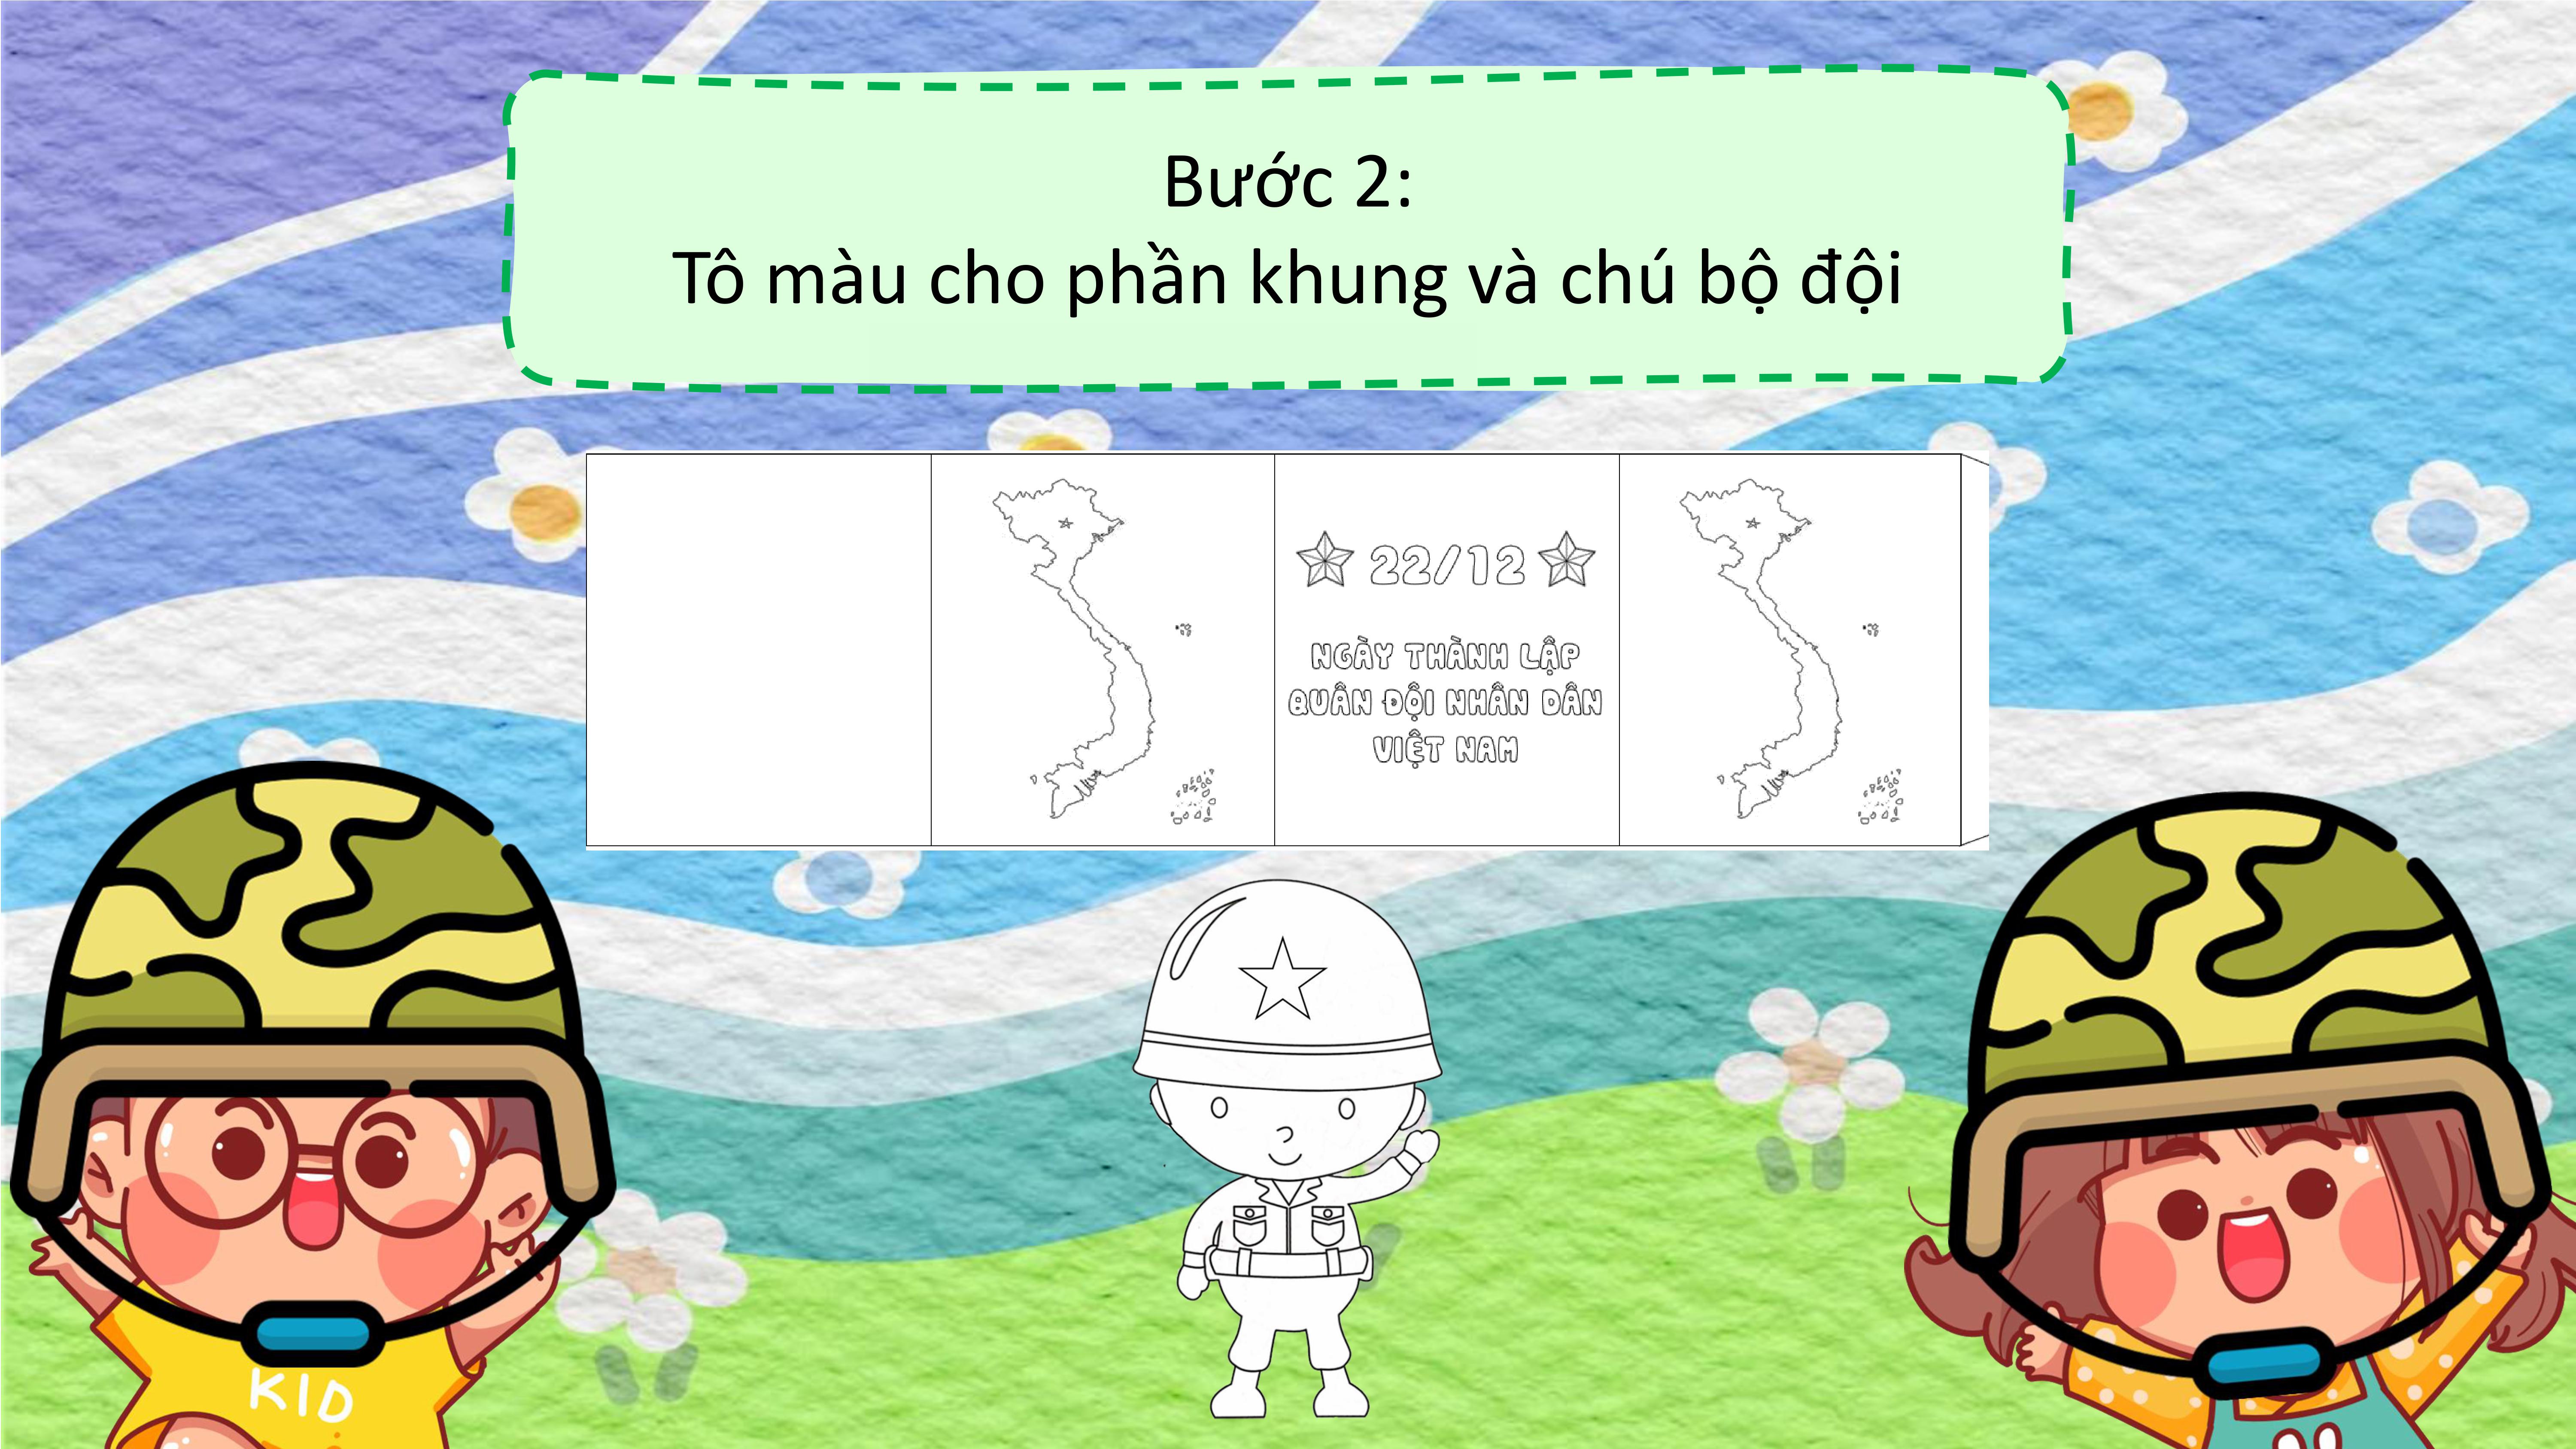 Bước 2:
Tô màu cho phần khung và chú bộ đội
22/12
NGÀY THÀNH LẬP
QUÂN ĐỘI NHÂN DÂN
VIỆT NAM
KID